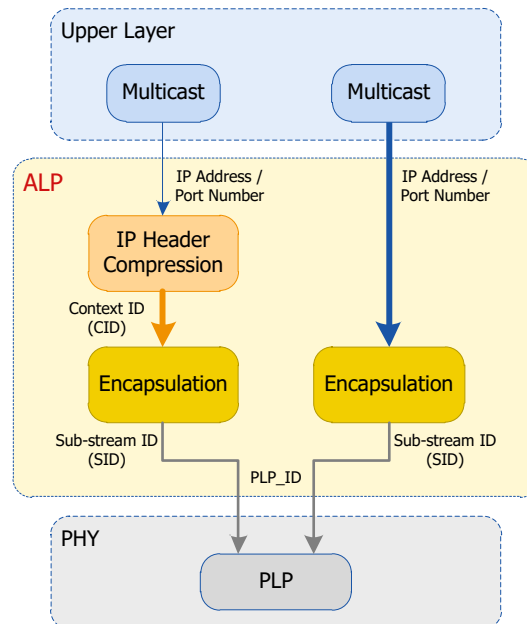 Upper Layer
Multicast
Multicast
IP Address /
Port Number
IP Address /
Port Number
ALP
IP Header
Compression
Context ID
(CID)
Encapsulation
Encapsulation
Sub-stream ID
(SID)
Sub-stream ID
(SID)
PLP_ID
PHY
PLP